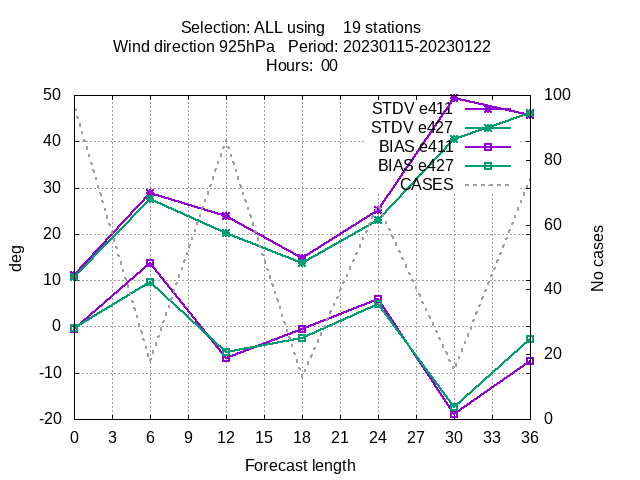 Selection: ALL using 19 stations
Wind direction 925hPa Period: 20230115-20230122
Hours: 00
50
40
30
20
10
0
-10
-20
deg
100
80
60
40
20
0
No cases
STDV e411
STDV e427
BIAS e411
BIAS e427
CASES
0 3 6 9 12 15 18 21 24 27 30 33 36
Forecast length